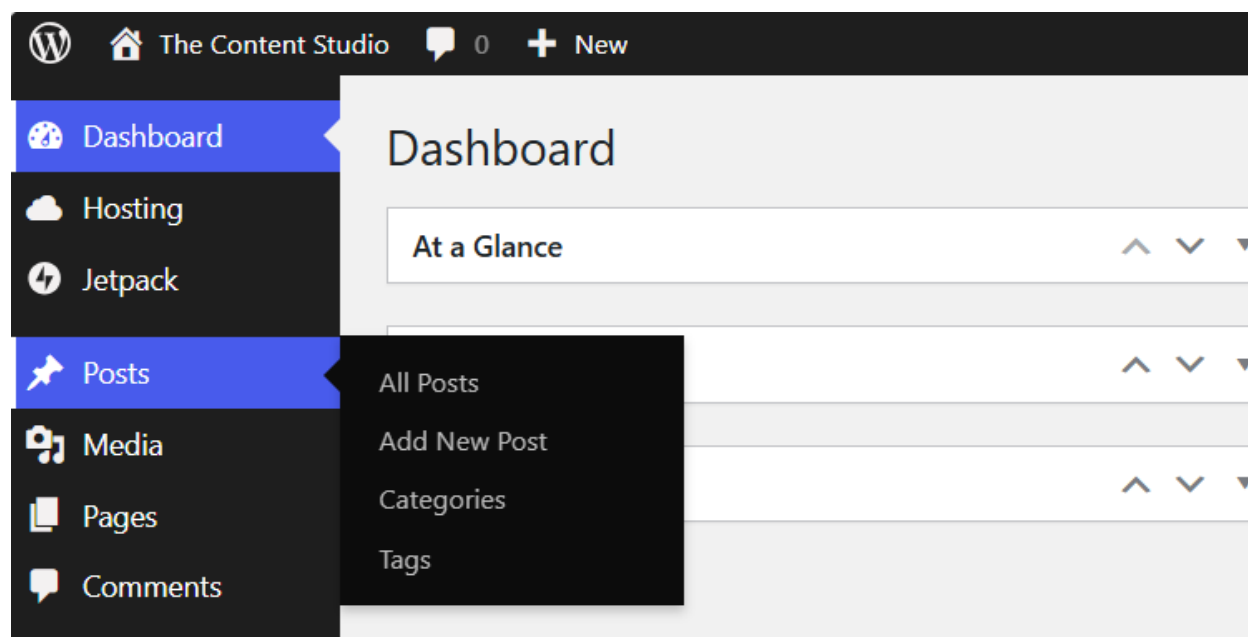 The Content Studio 0 New
Dashboard
Hosting
Jetpack
Posts
Media
Pages
Comments
All Posts
Add New Post
Categories
Tags
Dashboard
At a Glance